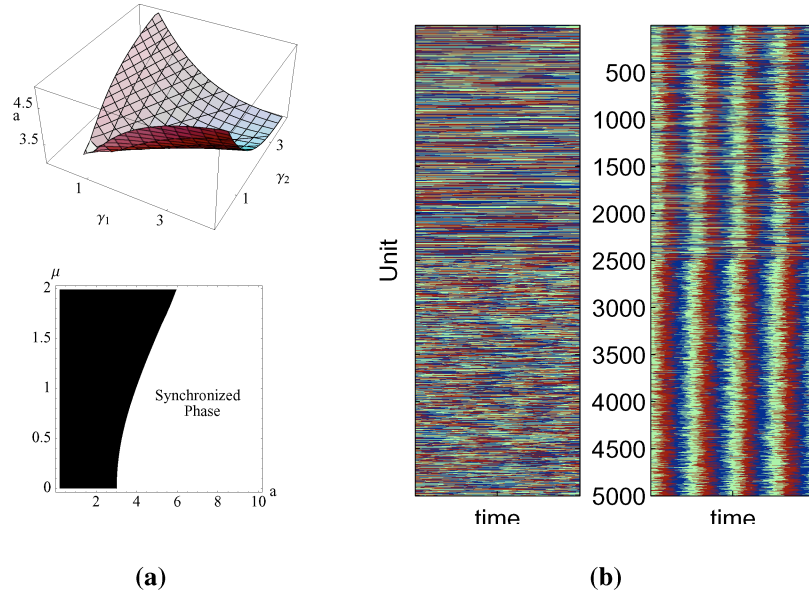 4.5
a
3.5
1
γ1
3
1
3
γ2
μ
2
1.5
1
0.5
0
2
4
6
8
10
a
Synchronized
Phase
(a)
Unit
500
1000
1500
2000
2500
3000
3500
4000
4500
5000
time
time
(b)